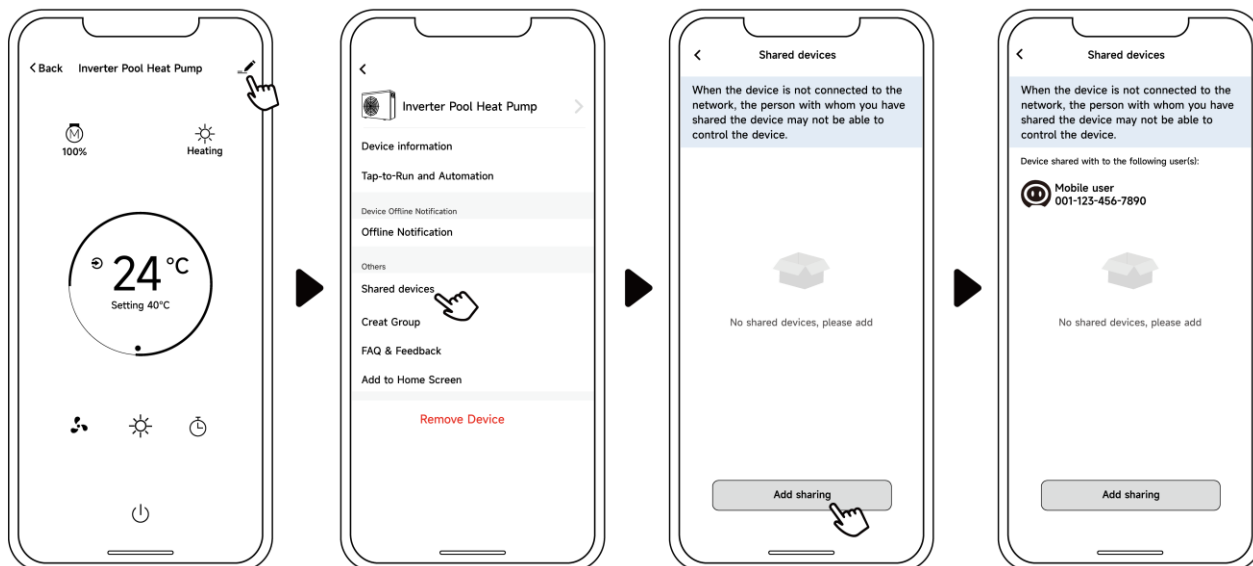 Back Inverter Pool Heat Pump
M
100%
Heating
24 °C
Setting 40°C
Inverter Pool Heat Pump
Device information
Tap-to-Run and Automation
Device Offline Notification
Offline Notification
Others
Shared devices
Creat Group
FAQ & Feedback
Add to Home Screen
Remove Device
Shared devices
When the device is not connected to the
network, the person with whom you have
shared the device may not be able to
control the device.
No shared devices, please add
Add sharing
Shared devices
When the device is not connected to the
network, the person with whom you have
shared the device may not be able to
control the device.
Device shared with to the following user(s):
Mobile user
001-123-456-7890
No shared devices, please add
Add sharing